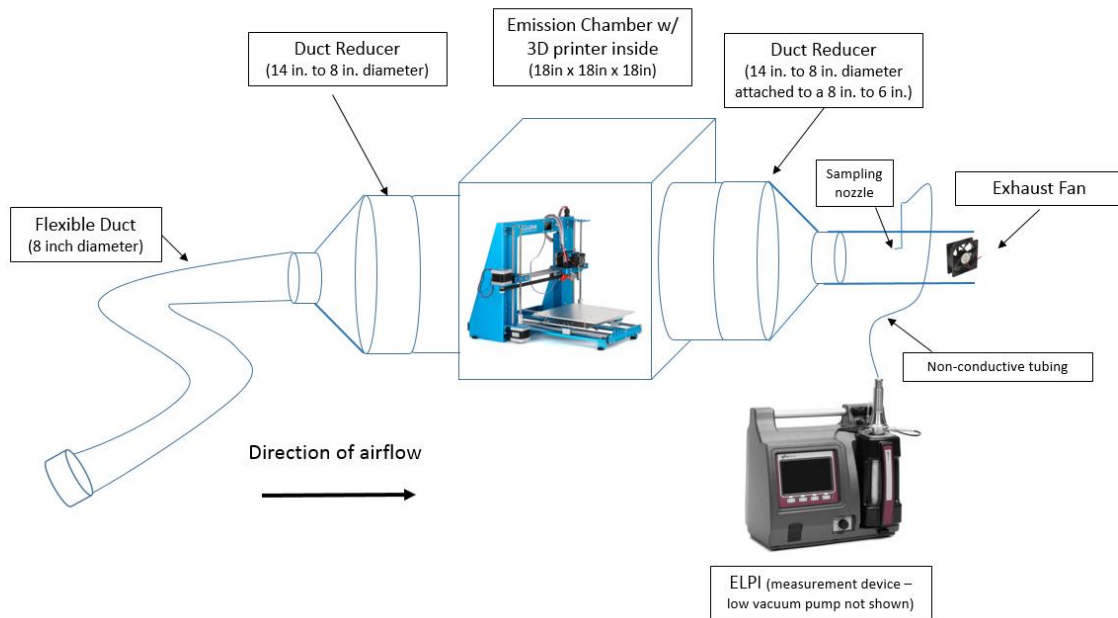 Emission Chamber w/
3D printer inside
(18in x 18in x 18in)
Duct Reducer
(14 in. to 8 in. diameter)
Duct Reducer
(14 in. to 8 in. diameter
attached to a 8 in. to 6 in.)
Sampling
nozzle
Exhaust Fan
Flexible Duct
(8 inch diameter)
Non-conductive tubing
Direction of airflow
ELPI (measurement device –
low vacuum pump not shown)